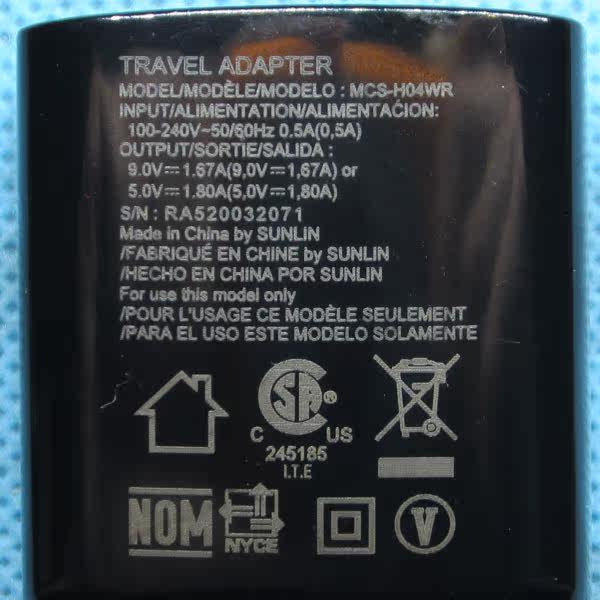 TRAVEL ADAPTER
MODEL/MODÈLE/MODELO : MCS-H04WR
INPUT/ALIMENTATION/ALIMENTAĆION:
100-240V~50/60Hz 0.5A(0,5A)
OUTPUT/SORTIE/SALIDA :
9.0V⎓1.67A(9,0V⎓1,67A) or
5.0V⎓1.80A(5,0V⎓1,80A)
S/N : RA520032071
Made in China by SUNLIN
/FABRIQUÉ EN CHINE by SUNLIN
/HECHO EN CHINA POR SUNLIN
For use this model only
/POUR L'USAGE CE MODÈLE SEULEMENT
/PARA EL USO ESTE MODELO SOLAMENTE
SA®
C US
245185
I.T.E
NOM NYCE V